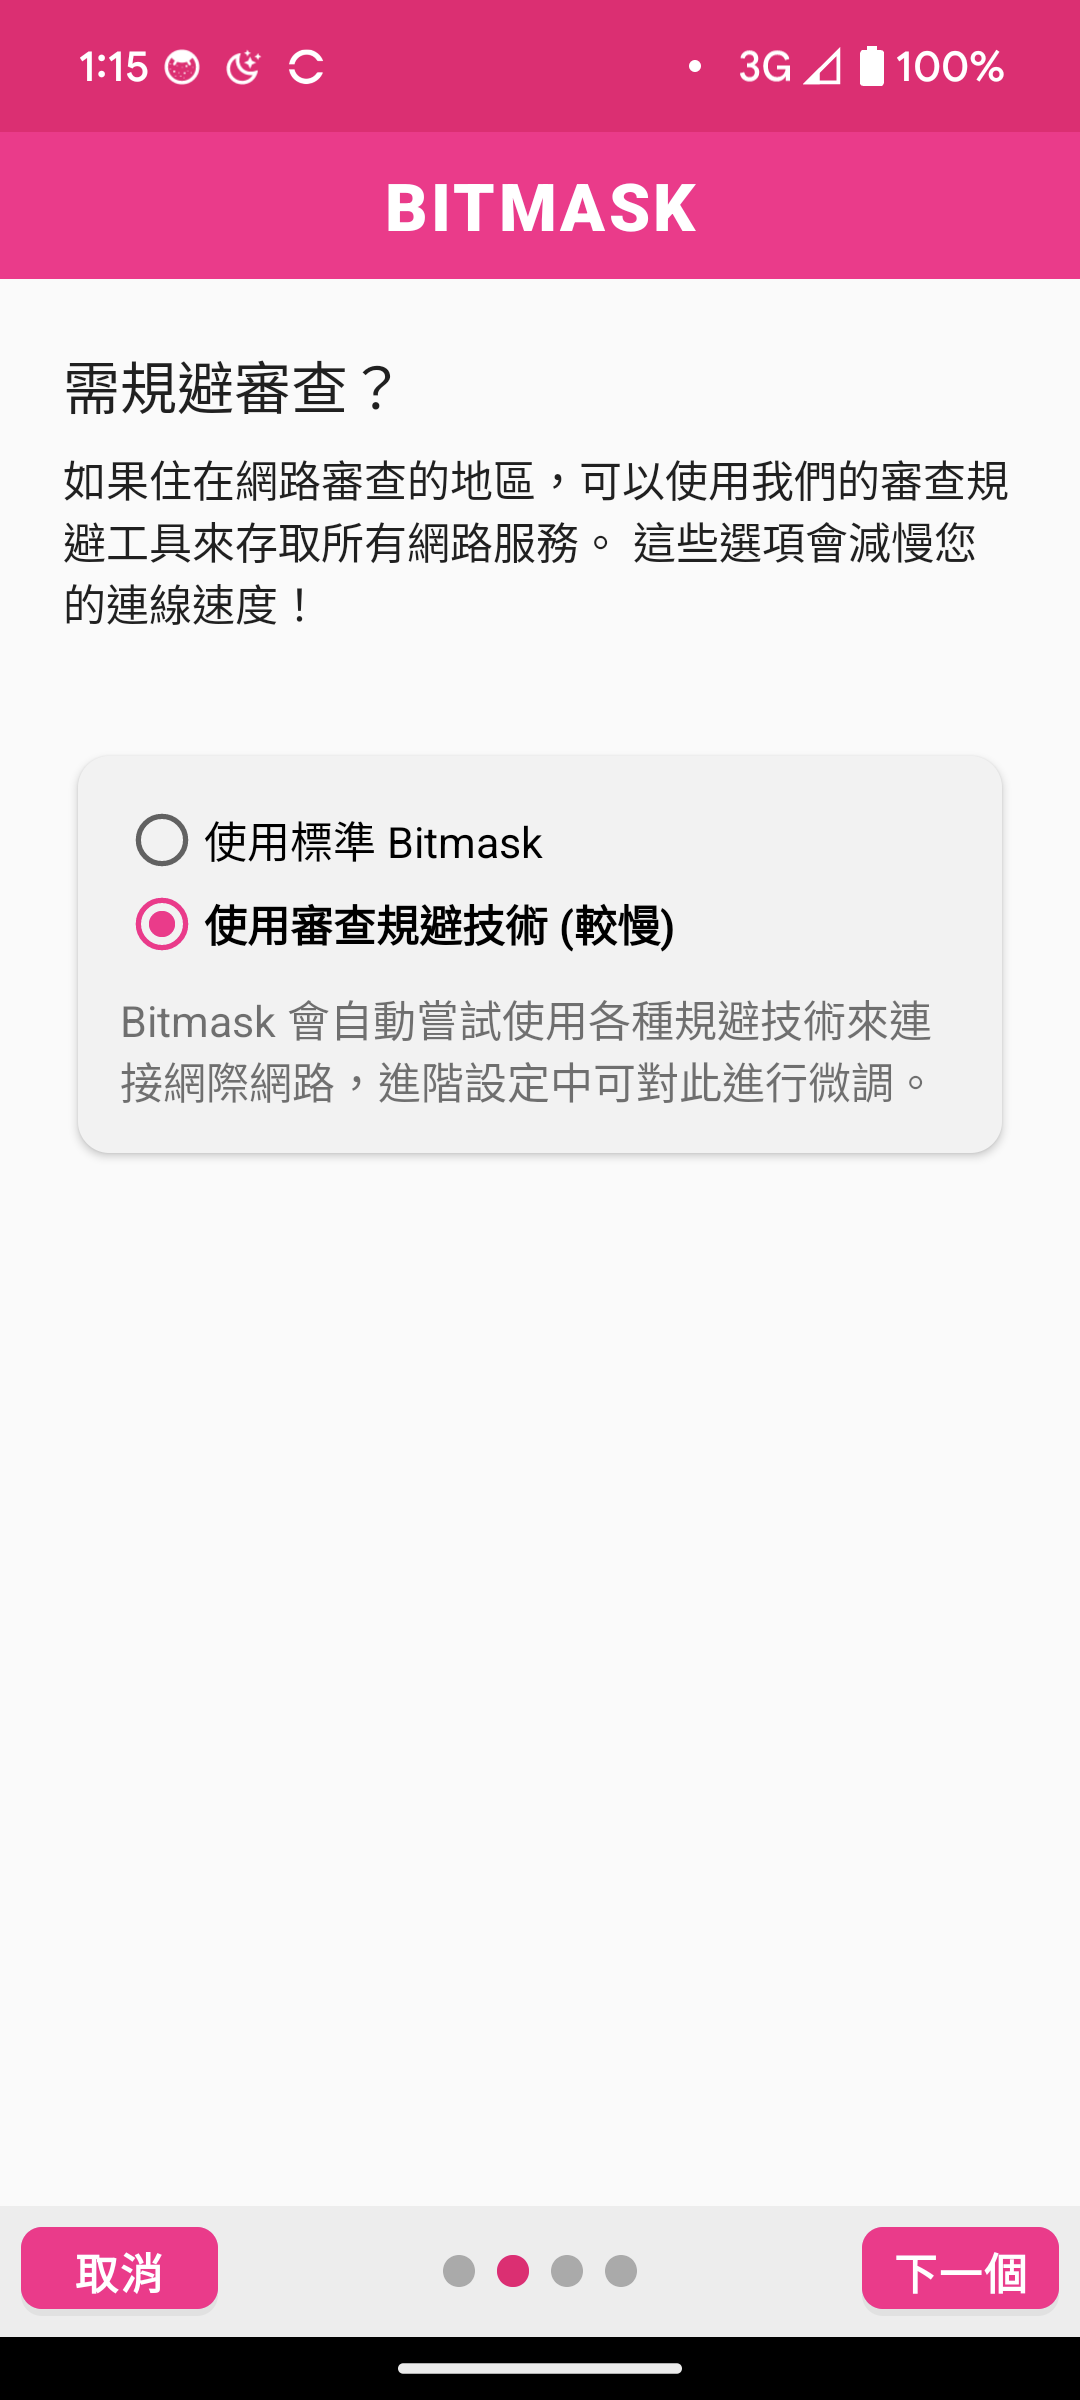 1:15
3G
100%
BITMASK
需規避審查？
如果住在網路審查的地區，可以使用我們的審查規
避工具來存取所有網路服務。 這些選項會減慢您
的連線速度！
使用標準 Bitmask
使用審查規避技術 (較慢)
Bitmask 會自動嘗試使用各種規避技術來連
接網際網路，進階設定中可對此進行微調。
取消
下一個